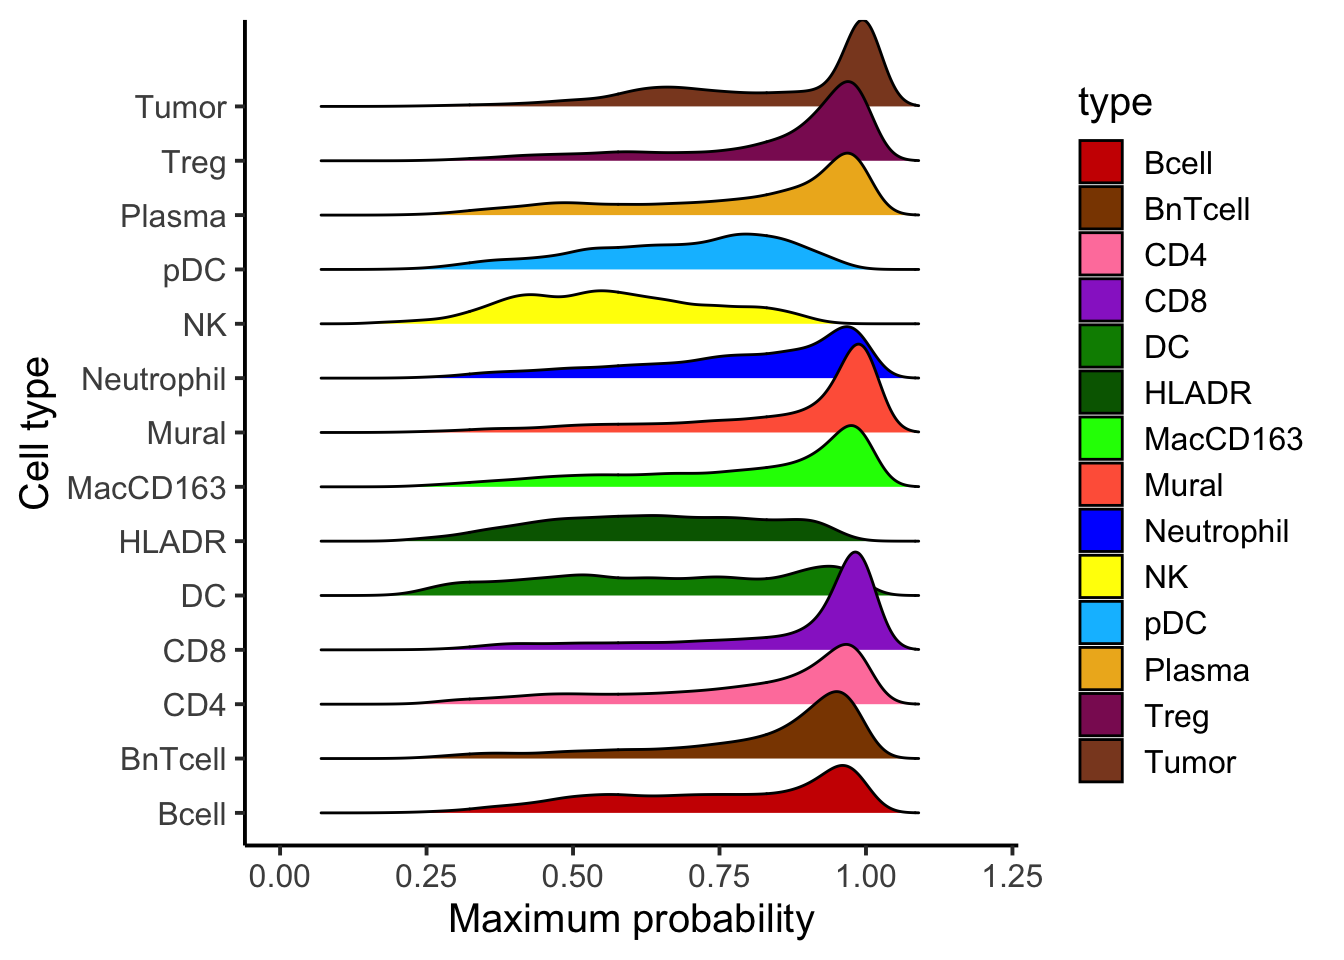 Cell type
Tumor
Treg
Plasma
pDC
NK
Neutrophil
Mural
MacCD163
HLADR
DC
CD8
CD4
BnTcell
Bcell
0.00 0.25 0.50 0.75 1.00 1.25
Maximum probability
type
Bcell
BnTcell
CD4
CD8
DC
HLADR
MacCD163
Mural
Neutrophil
NK
pDC
Plasma
Treg
Tumor